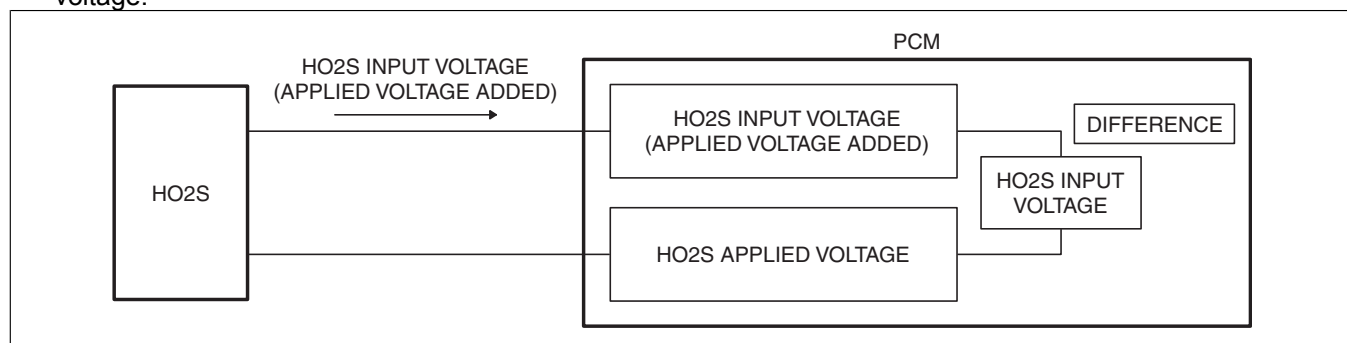 voltage.
PCM
HO2S INPUT VOLTAGE
(APPLIED VOLTAGE ADDED)
HO2S INPUT VOLTAGE
(APPLIED VOLTAGE ADDED)
DIFFERENCE
HO2S
HO2S INPUT
VOLTAGE
HO2S APPLIED VOLTAGE